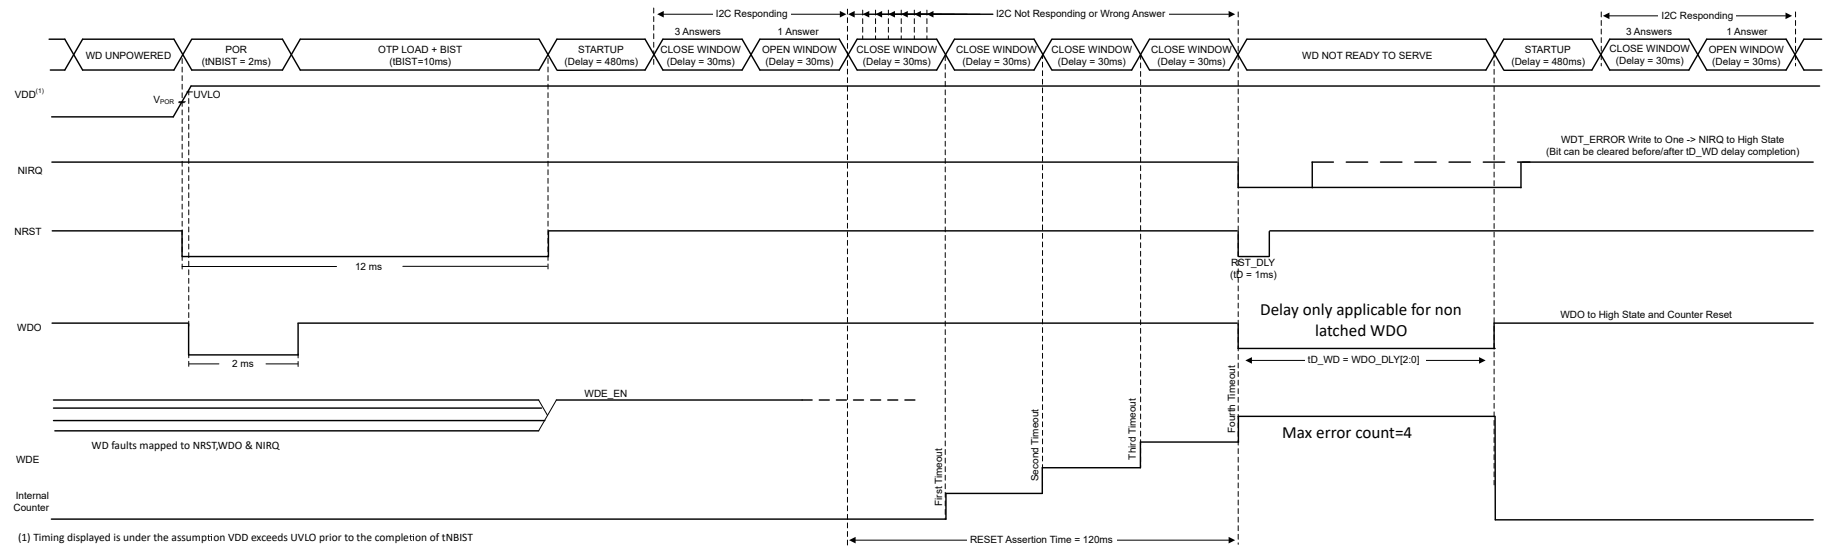 I2C Responding
I2C Not Responding or Wrong Answer
I2C Responding
3 Answers
1 Answer
3 Answers
1 Answer
WD UNPOWERED
POR
(tNBIST = 2ms)
OTP LOAD + BIST
(tBIST=10ms)
STARTUP
(Delay = 480ms)
CLOSE WINDOW
(Delay = 30ms)
OPEN WINDOW
(Delay = 30ms)
CLOSE WINDOW
(Delay = 30ms)
CLOSE WINDOW
(Delay = 30ms)
CLOSE WINDOW
(Delay = 30ms)
CLOSE WINDOW
(Delay = 30ms)
WD NOT READY TO SERVE
STARTUP
(Delay = 480ms)
CLOSE WINDOW
(Delay = 30ms)
OPEN WINDOW
(Delay = 30ms)
VDD(1)
VPOR
UVLO
WDT_ERROR Write to One -> NIRQ to High State
(Bit can be cleared before/after tD_WD delay completion)
NIRQ
NRST
12 ms
RST_DLY
(tD = 1ms)
WDO
2 ms
Delay only applicable for non
latched WDO
WDO to High State and Counter Reset
tD_WD = WDO_DLY[2:0]
WDE_EN
WD faults mapped to NRST,WDO & NIRQ
WDE
First Timeout
Second Timeout
Third Timeout
Fourth Timeout
Max error count=4
Internal
Counter
(1) Timing displayed is under the assumption VDD exceeds UVLO prior to the completion of tNBIST
RESET Assertion Time = 120ms